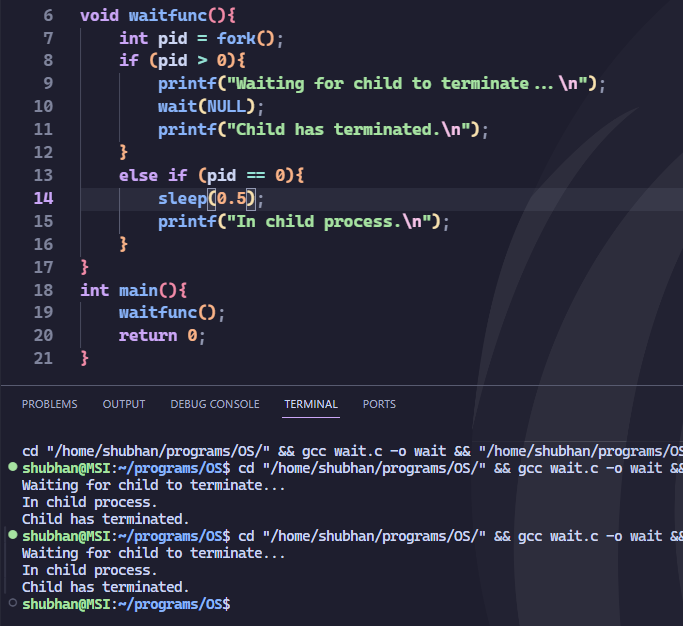 6 void waitfunc(){
7 int pid = fork();
8 if (pid > 0){
9 printf("Waiting for child to terminate...\n");
10 wait(NULL);
11 printf("Child has terminated.\n");
12 }
13 else if (pid == 0){
14 sleep(0.5);
15 printf("In child process.\n");
16 }
17 }
18 int main(){
19 waitfunc();
20 return 0;
21 }
PROBLEMS OUTPUT DEBUG CONSOLE TERMINAL PORTS
cd "/home/shubhan/programs/OS/" && gcc wait.c -o wait && "/home/shubhan/programs/OS
shubhan@MSI:~/programs/OS$ cd "/home/shubhan/programs/OS/" && gcc wait.c -o wait &&
Waiting for child to terminate...
In child process.
Child has terminated.
shubhan@MSI:~/programs/OS$ cd "/home/shubhan/programs/OS/" && gcc wait.c -o wait &&
Waiting for child to terminate...
In child process.
Child has terminated.
shubhan@MSI:~/programs/OS$